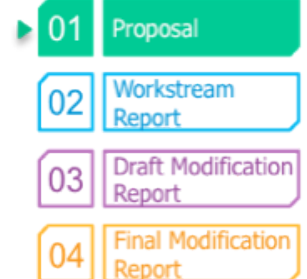 01 Proposal
02 Workstream
Report
03 Draft Modification
Report
04 Final Modification
Report